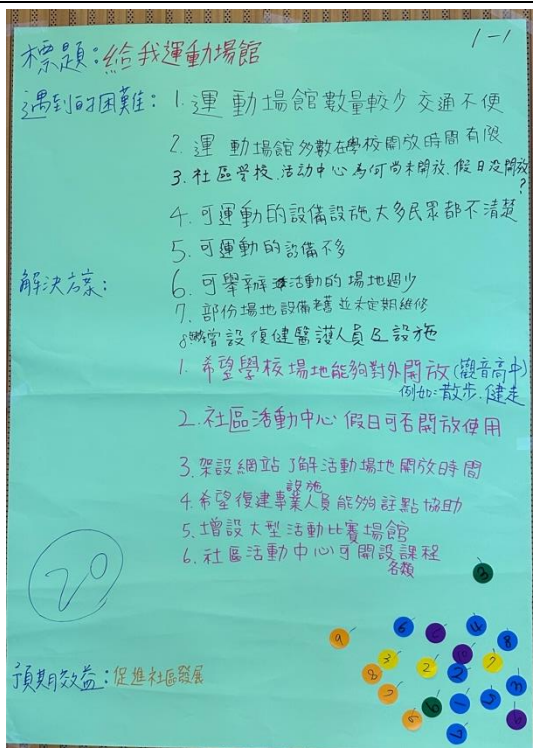 1-1
標題:給我運動場館
遇到的困難:1. 運動場館數量較少 交通不便
2. 運動場館多數在學校開放時間有限
3. 社區學校、活動中心為何尚未開放、假日沒開放?
4. 可運動的設備設施大多民眾都不清楚
5. 可運動的設備不多
6. 可舉辦活動的場地過少
7. 部份場地設備老舊並未定期維修
8. 增設復健醫護人員及設施
解決方案:
1. 希望學校場地能夠對外開放(觀音高中)
例如:散步、健走
2. 社區活動中心假日可否開放使用
3. 架設網站了解活動場地開放時間
設施
4. 希望復建專業人員能夠註點協助
5. 增設大型活動比賽場館
6. 社區活動中心可開設課程
各類
20
預期效益:促進社區發展